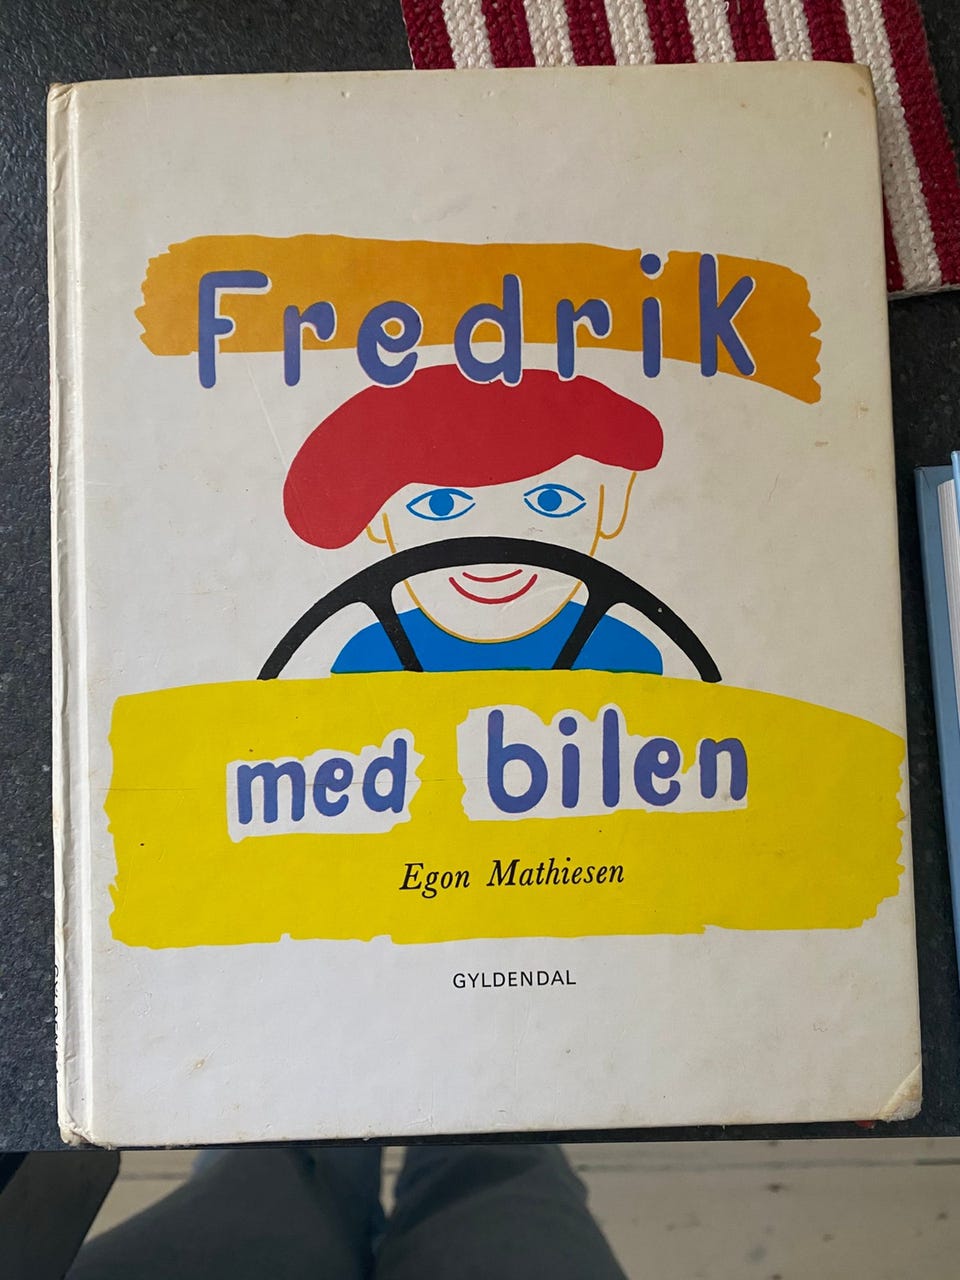 Fredrik
med bilen
Egon Mathiesen
GYLDENDAL